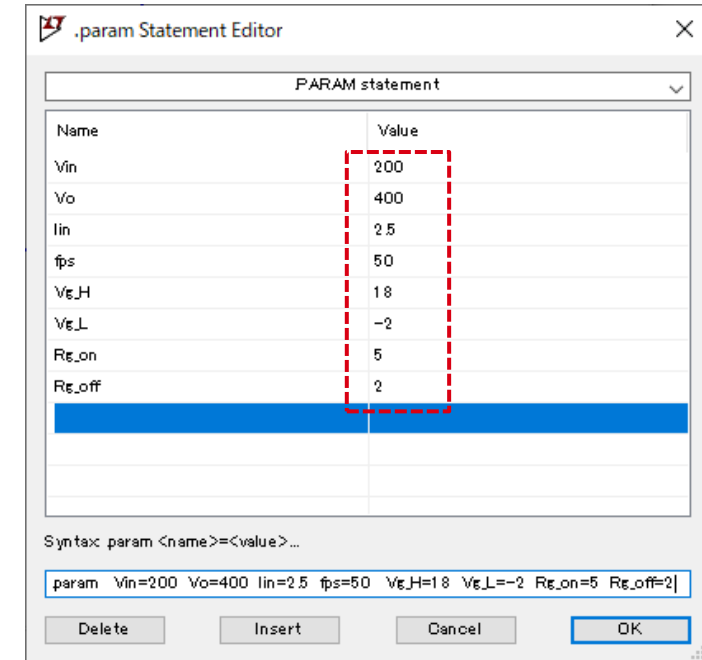 .param Statement Editor
.PARAM statement
Name Value
Vin 200
Vo 400
Iin 2.5
fps 50
Vg_H 18
Vg_L -2
Rg_on 5
Rg_off 2
Syntax: .param <name>=<value>...
.param Vin=200 Vo=400 Iin=2.5 fps=50 Vg_H=18 Vg_L=-2 Rg_on=5 Rg_off=2
Delete Insert Cancel OK